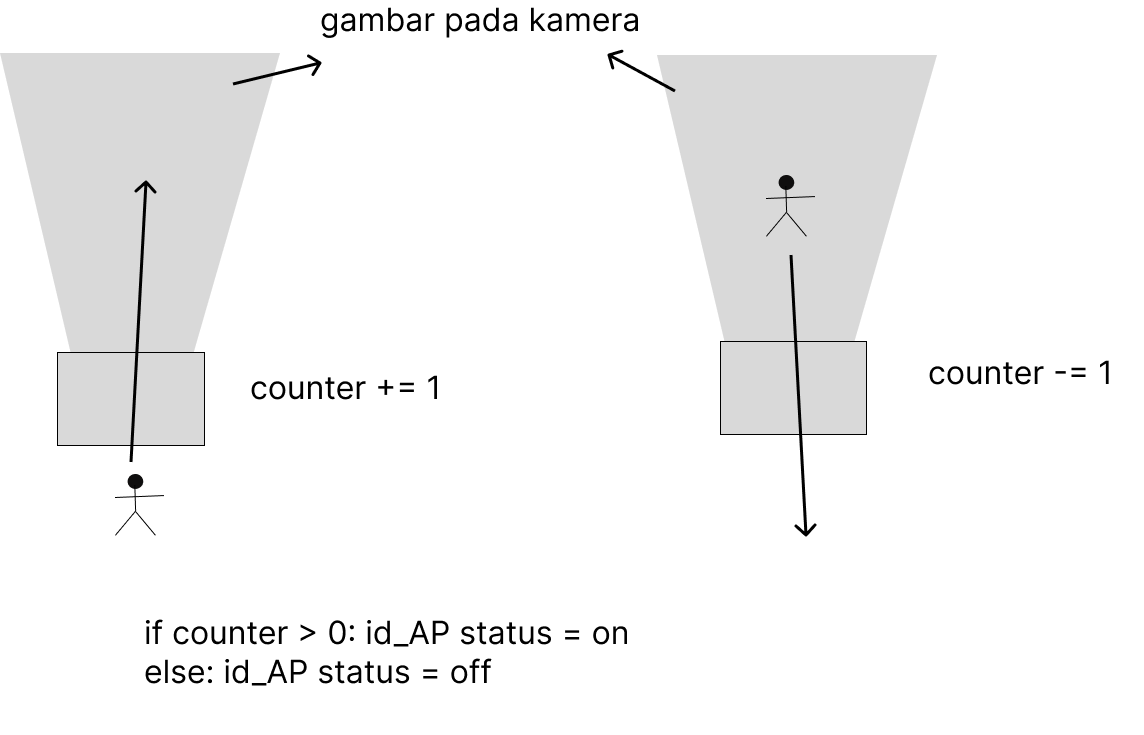 gambar pada kamera
counter += 1
counter -= 1
if counter > 0: id_AP status = on
else: id_AP status = off